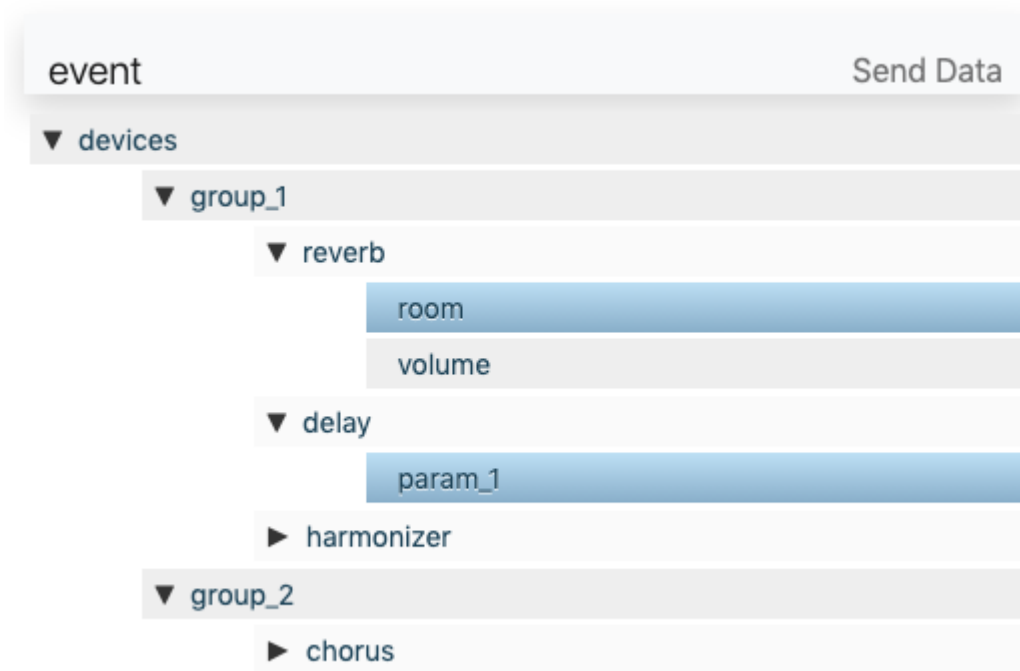 event Send Data
devices
group_1
reverb
room
volume
delay
param_1
harmonizer
group_2
chorus